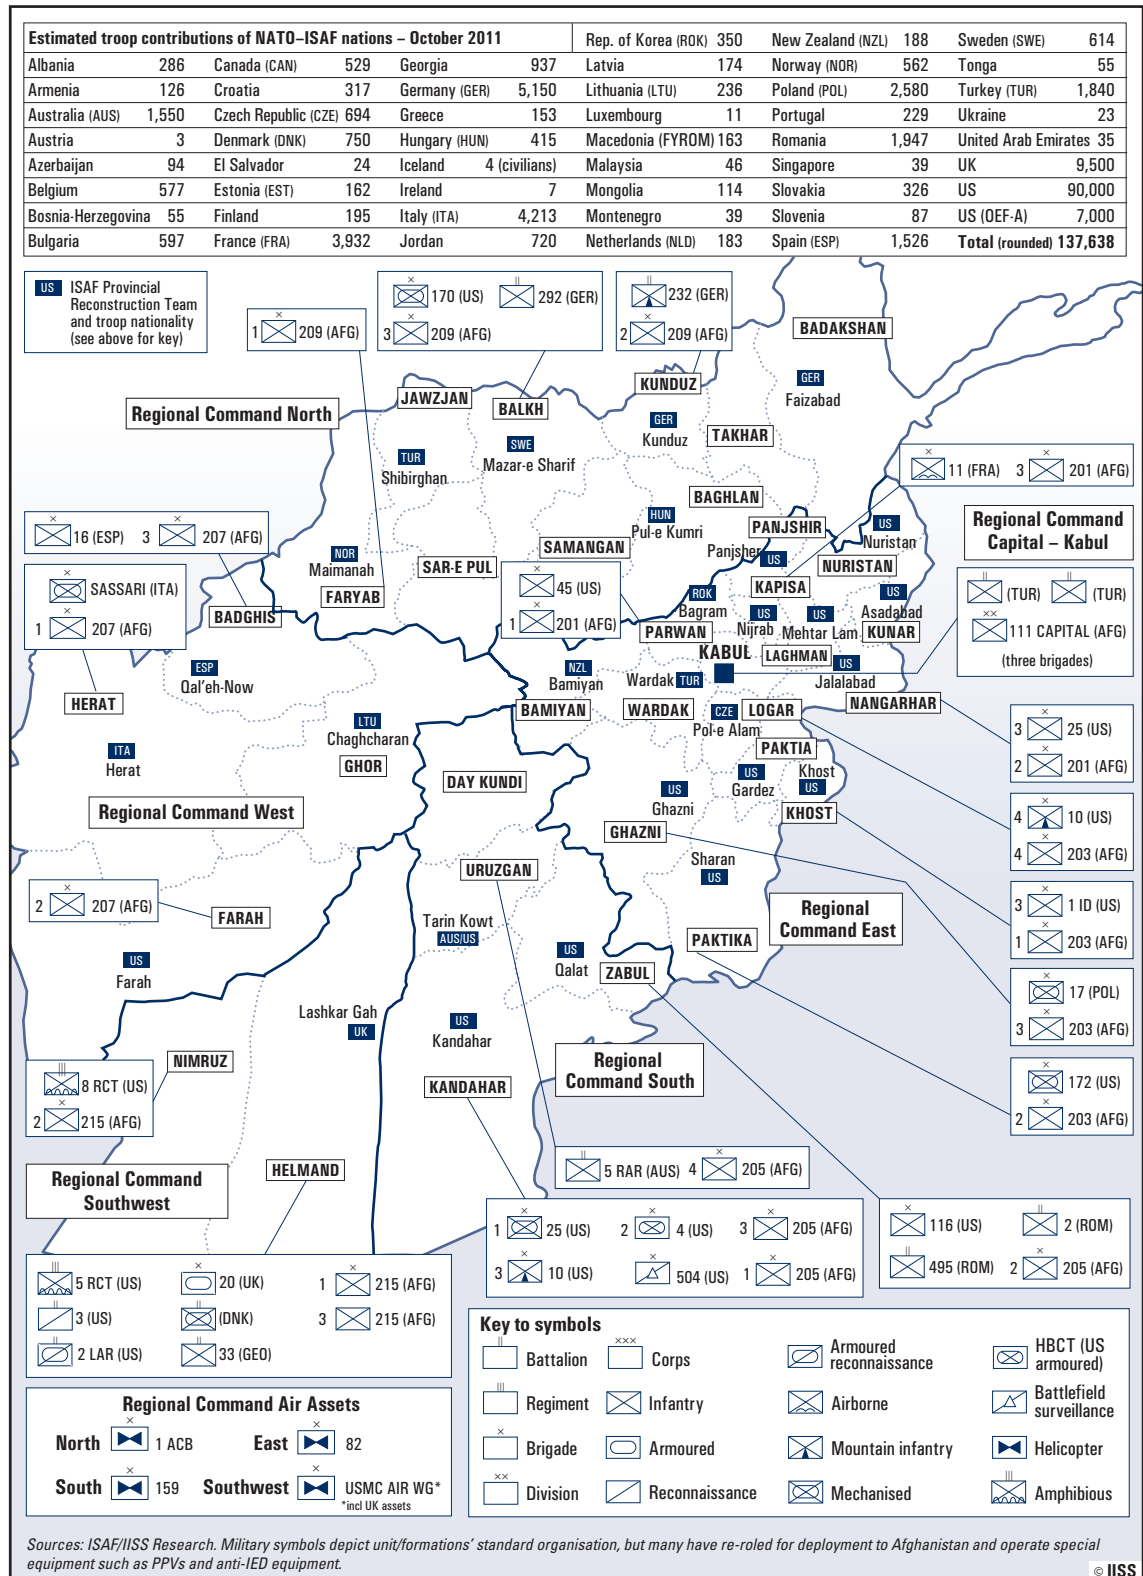 Estimated troop contributions of NATO–ISAF nations – October 2011
Rep. of Korea (ROK) 350 New Zealand (NZL) 188 Sweden (SWE) 614
Albania 286 Canada (CAN) 529 Georgia 937 Latvia 174 Norway (NOR) 562 Tonga 55
Armenia 126 Croatia 317 Germany (GER) 5,150 Lithuania (LTU) 236 Poland (POL) 2,580 Turkey (TUR) 1,840
Australia (AUS) 1,550 Czech Republic (CZE) 694 Greece 153 Luxembourg 11 Portugal 229 Ukraine 23
Austria 3 Denmark (DNK) 750 Hungary (HUN) 415 Macedonia (FYROM) 163 Romania 1,947 United Arab Emirates 35
Azerbaijan 94 El Salvador 24 Iceland 4 (civilians) Malaysia 46 Singapore 39 UK 9,500
Belgium 577 Estonia (EST) 162 Ireland 7 Mongolia 114 Slovakia 326 US 90,000
Bosnia-Herzegovina 55 Finland 195 Italy (ITA) 4,213 Montenegro 39 Slovenia 87 US (OEF-A) 7,000
Bulgaria 597 France (FRA) 3,932 Jordan 720 Netherlands (NLD) 183 Spain (ESP) 1,526 Total (rounded) 137,638
US ISAF Provincial
Reconstruction Team
and troop nationality
(see above for key)
1 209 (AFG)
170 (US) 292 (GER)
3 209 (AFG)
232 (GER)
2 209 (AFG)
BADAKSHAN
KUNDUZ
GER
Faizabad
JAWZJAN
BALKH
Regional Command North
GER
Kunduz
TAKHAR
SWE
Mazar-e Sharif
TUR
Shibirghan
11 (FRA) 3 201 (AFG)
BAGHLAN
HUN
Pul-e Kumri
PANJSHIR
US
Nuristan
Regional Command
Capital – Kabul
16 (ESP) 3 207 (AFG)
NOR
Maimanah
SAMANGAN
SAR-E PUL
Panjsher
US
NURISTAN
KAPISA
FARYAB
SASSARI (ITA)
1 207 (AFG)
BADGHIS
45 (US)
1 201 (AFG)
ROK
Bagram
US
Nijrab
US
Mehtar Lam
US
Asadabad
KUNAR
(TUR) (TUR)
111 CAPITAL (AFG)
(three brigades)
PARWAN
KABUL
LAGHMAN
US
Jalalabad
ESP
Qal'eh-Now
NZL
Bamiyan
Wardak TUR
HERAT
BAMIYAN
WARDAK
LOGAR
NANGARHAR
CZE
Pol-e Alam
LTU
Chaghcharan
3 25 (US)
2 201 (AFG)
ITA
Herat
GHOR
PAKTIA
Khost
US
US
Gardez
DAY KUNDI
US
Ghazni
KHOST
Regional Command West
4 10 (US)
4 203 (AFG)
GHAZNI
Sharan
US
URUZGAN
3 1 ID (US)
1 203 (AFG)
2 207 (AFG)
FARAH
Regional
Command East
Tarin Kowt
AUS/US
PAKTIKA
US
Farah
US
Qalat
ZABUL
17 (POL)
3 203 (AFG)
Lashkar Gah
UK
US
Kandahar
NIMRUZ
Regional
Command South
8 RCT (US)
2 215 (AFG)
KANDAHAR
172 (US)
2 203 (AFG)
Regional Command
Southwest
HELMAND
5 RAR (AUS) 4 205 (AFG)
1 25 (US) 2 4 (US) 3 205 (AFG)
3 10 (US) 504 (US) 1 205 (AFG)
116 (US) 2 (ROM)
495 (ROM) 2 205 (AFG)
5 RCT (US) 20 (UK) 1 215 (AFG)
3 (US) (DNK) 3 215 (AFG)
2 LAR (US) 33 (GEO)
Key to symbols
Battalion Corps Armoured reconnaissance HBCT (US armoured)
Regiment Infantry Airborne Battlefield surveillance
Brigade Armoured Mountain infantry Helicopter
Division Reconnaissance Mechanised Amphibious
Regional Command Air Assets
North 1 ACB East 82
South 159 Southwest USMC AIR WG*
*incl UK assets
Sources: ISAF/IISS Research. Military symbols depict unit/formations' standard organisation, but many have re-roled for deployment to Afghanistan and operate special
equipment such as PPVs and anti-IED equipment.
© IISS